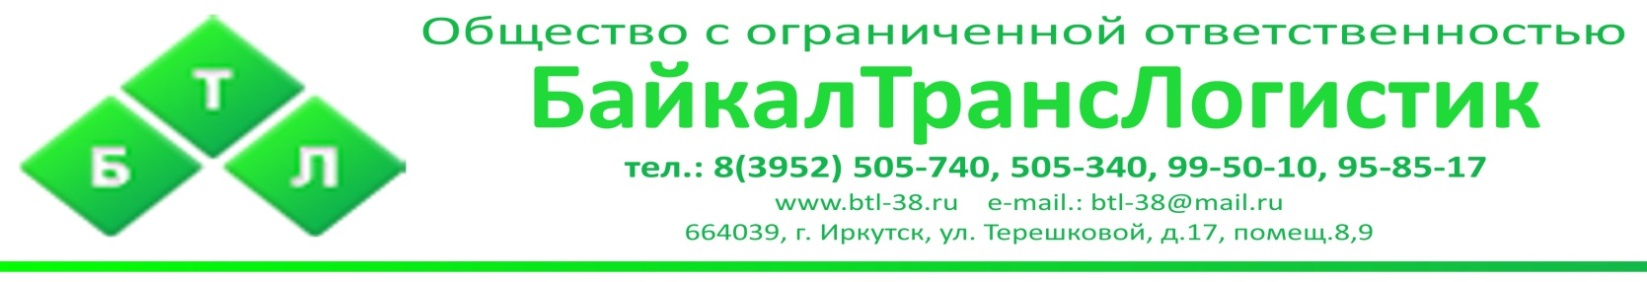 Т
Б Л
Общество с ограниченной ответственностью
БайкалТрансЛогистик
тел.: 8(3952) 505-740, 505-340, 99-50-10, 95-85-17
www.btl-38.ru e-mail.: btl-38@mail.ru
664039, г. Иркутск, ул. Терешковой, д.17, помещ.8,9